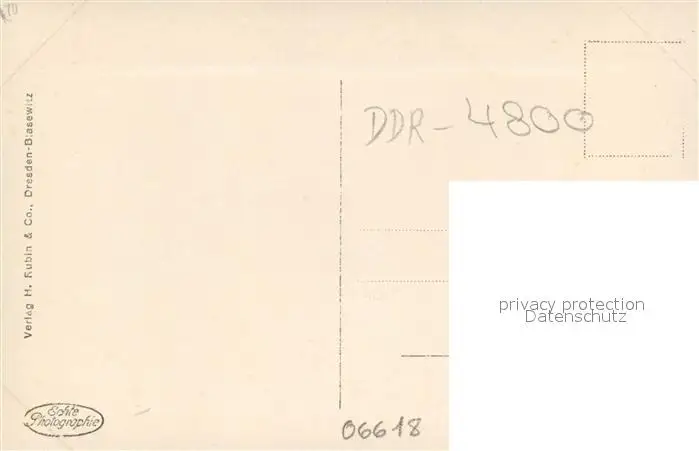 DDR - 4800
Verlag H. Rubin & Co., Dresden-Blasewitz
privacy protection
Datenschutz
Echte
Photographie
06618